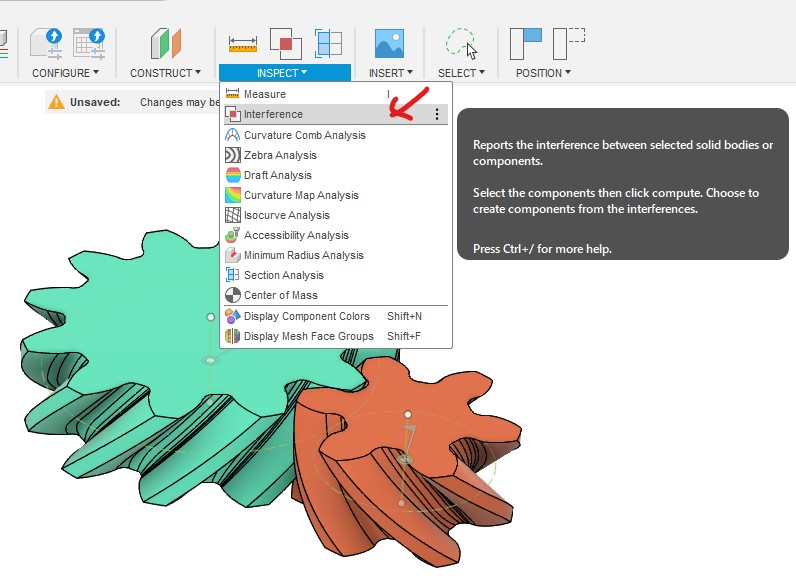 CONFIGURE CONSTRUCT INSPECT INSERT SELECT POSITION
Unsaved: Changes may be
Measure I
Interference
Curvature Comb Analysis
Zebra Analysis
Draft Analysis
Curvature Map Analysis
Isocurve Analysis
Accessibility Analysis
Minimum Radius Analysis
Section Analysis
Center of Mass
Display Component Colors Shift+N
Display Mesh Face Groups Shift+F
Reports the interference between selected solid bodies or
components.
Select the components then click compute. Choose to
create components from the interferences.
Press Ctrl+/ for more help.